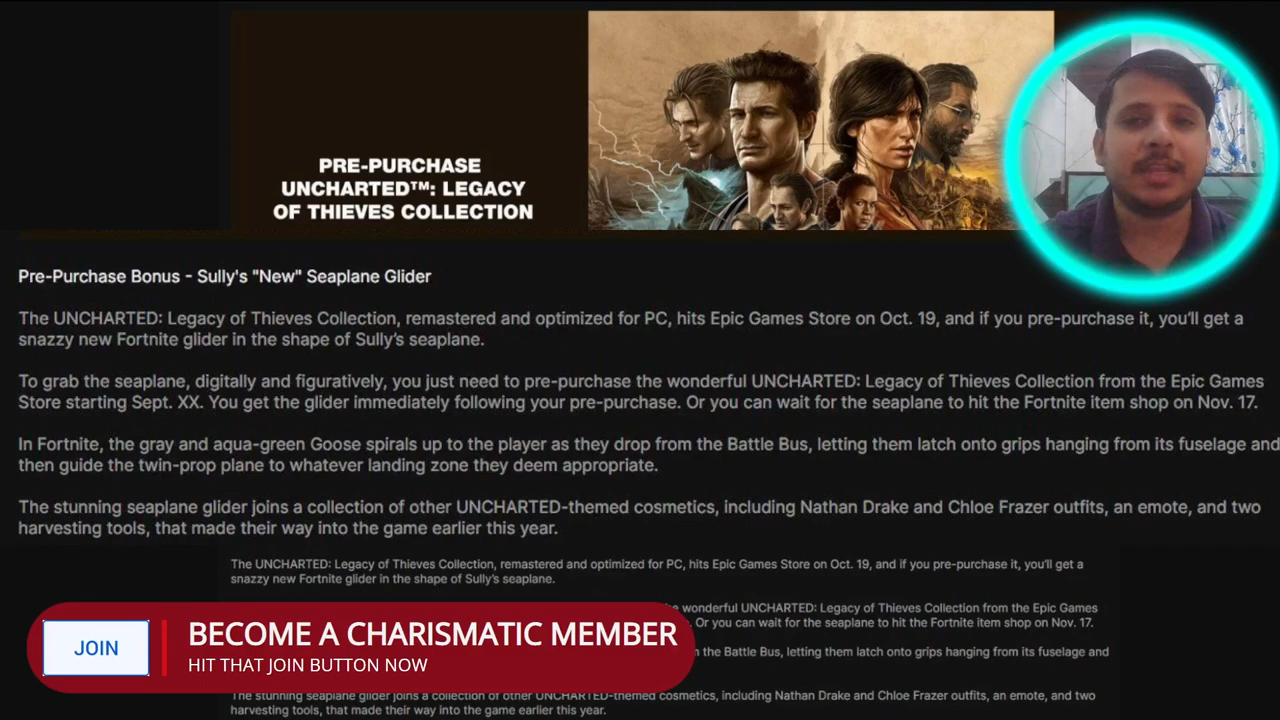 PRE-PURCHASE
UNCHARTED™: LEGACY
OF THIEVES COLLECTION
Pre-Purchase Bonus - Sully's "New" Seaplane Glider
The UNCHARTED: Legacy of Thieves Collection, remastered and optimized for PC, hits Epic Games Store on Oct. 19, and if you pre-purchase it, you'll get a
snazzy new Fortnite glider in the shape of Sully's seaplane.
To grab the seaplane, digitally and figuratively, you just need to pre-purchase the wonderful UNCHARTED: Legacy of Thieves Collection from the Epic Games
Store starting Sept. XX. You get the glider immediately following your pre-purchase. Or you can wait for the seaplane to hit the Fortnite item shop on Nov. 17.
In Fortnite, the gray and aqua-green Goose spirals up to the player as they drop from the Battle Bus, letting them latch onto grips hanging from its fuselage and
then guide the twin-prop plane to whatever landing zone they deem appropriate.
The stunning seaplane glider joins a collection of other UNCHARTED-themed cosmetics, including Nathan Drake and Chloe Frazer outfits, an emote, and two
harvesting tools, that made their way into the game earlier this year.
The UNCHARTED: Legacy of Thieves Collection, remastered and optimized for PC, hits Epic Games Store on Oct. 19, and if you pre-purchase it, you'll get a
snazzy new Fortnite glider in the shape of Sully's seaplane.
wonderful UNCHARTED: Legacy of Thieves Collection from the Epic Games
Or you can wait for the seaplane to hit the Fortnite item shop on Nov. 17.
the Battle Bus, letting them latch onto grips hanging from its fuselage and
JOIN
BECOME A CHARISMATIC MEMBER
HIT THAT JOIN BUTTON NOW
The stunning seaplane glider joins a collection of other UNCHARTED-themed cosmetics, including Nathan Drake and Chloe Frazer outfits, an emote, and two
harvesting tools, that made their way into the game earlier this year.